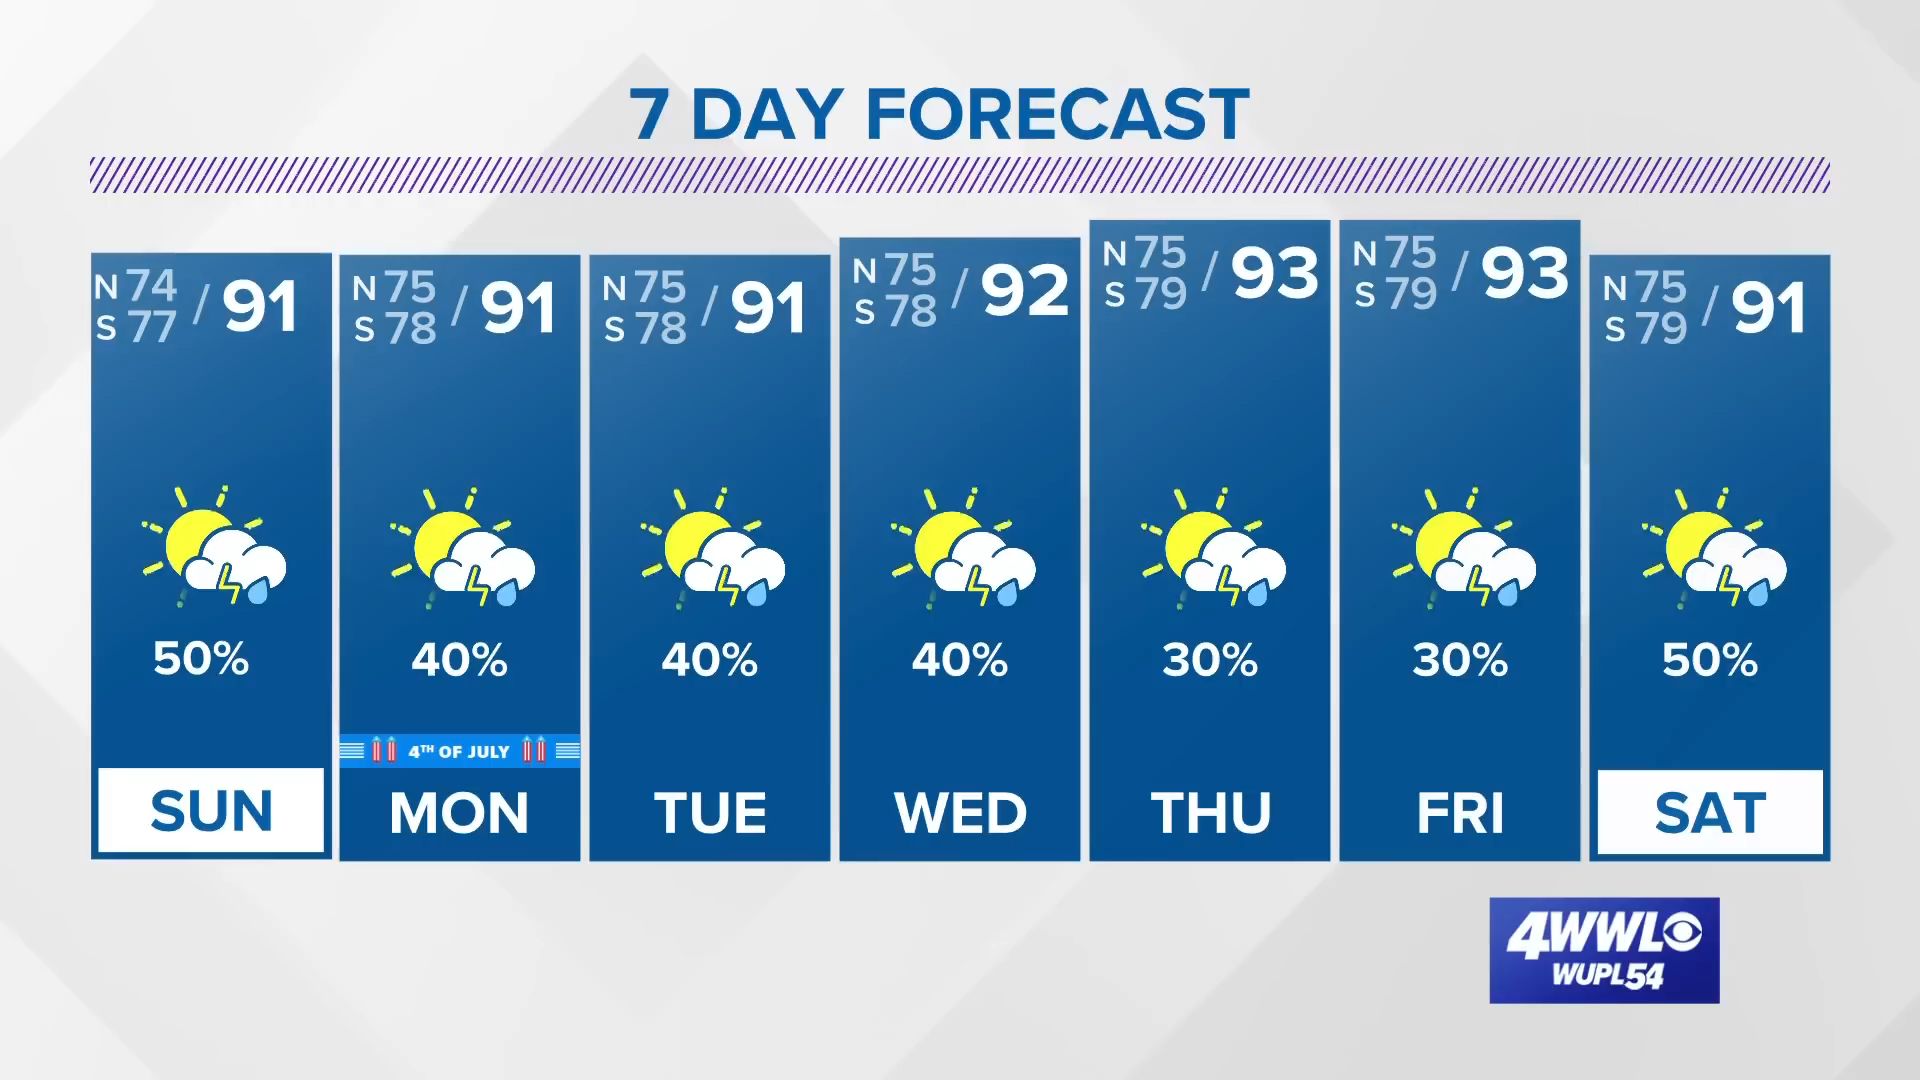 7 DAY FORECAST
N 74 / 91
S 77
50%
SUN
N 75 / 91
S 78
40%
4TH OF JULY
MON
N 75 / 91
S 78
40%
TUE
N 75 / 92
S 78
40%
WED
N 75 / 93
S 79
30%
THU
N 75 / 93
S 79
30%
FRI
N 75 / 91
S 79
50%
SAT
4WWL
WUPL54